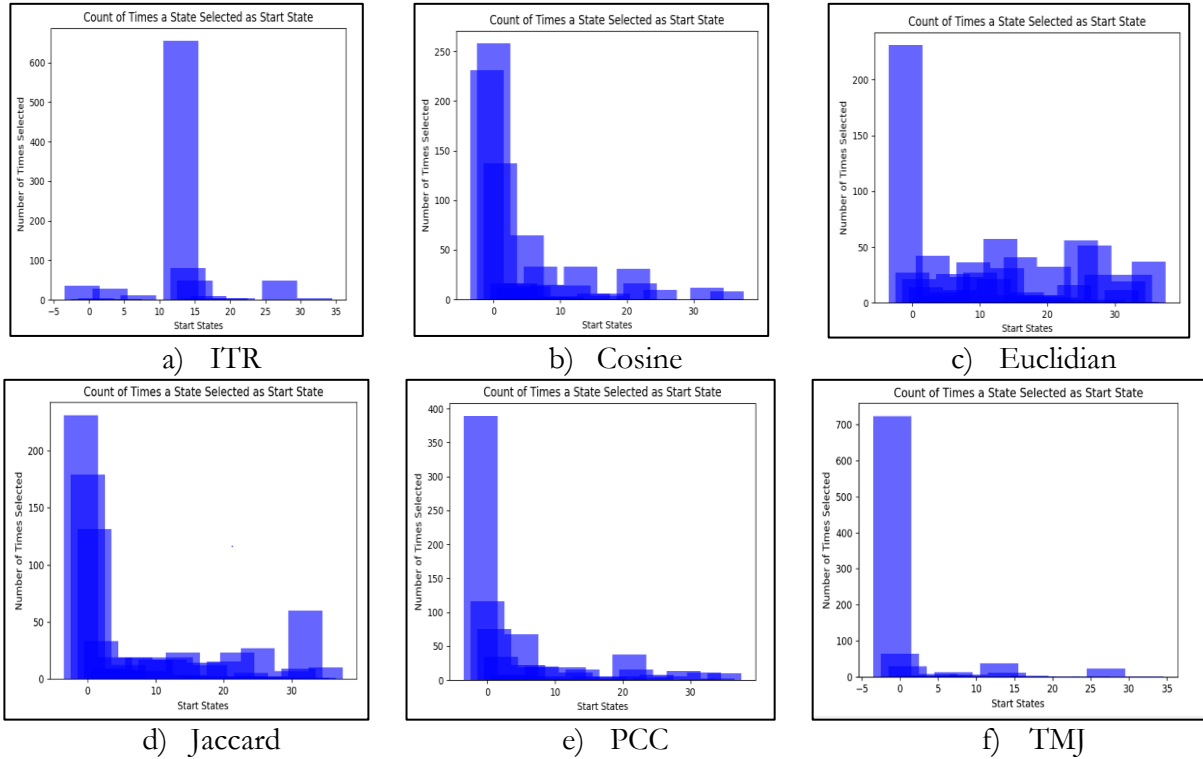 Count of Times a State Selected as Start State
Number of Times Selected
600
500
400
300
200
100
0
−5 0 5 10 15 20 25 30 35
Start States
a) ITR
Count of Times a State Selected as Start State
Number of Times Selected
250
200
150
100
50
0
0 10 20 30
Start States
b) Cosine
Count of Times a State Selected as Start State
Number of Times Selected
200
150
100
50
0
0 10 20 30
Start States
c) Euclidian
Count of Times a State Selected as Start State
Number of Times Selected
200
150
100
50
0
0 10 20 30
Start States
d) Jaccard
Count of Times a State Selected as Start State
Number of Times Selected
400
350
300
250
200
150
100
50
0
0 10 20 30
Start States
e) PCC
Count of Times a State Selected as Start State
Number of Times Selected
700
600
500
400
300
200
100
0
−5 0 5 10 15 20 25 30 35
Start States
f) TMJ